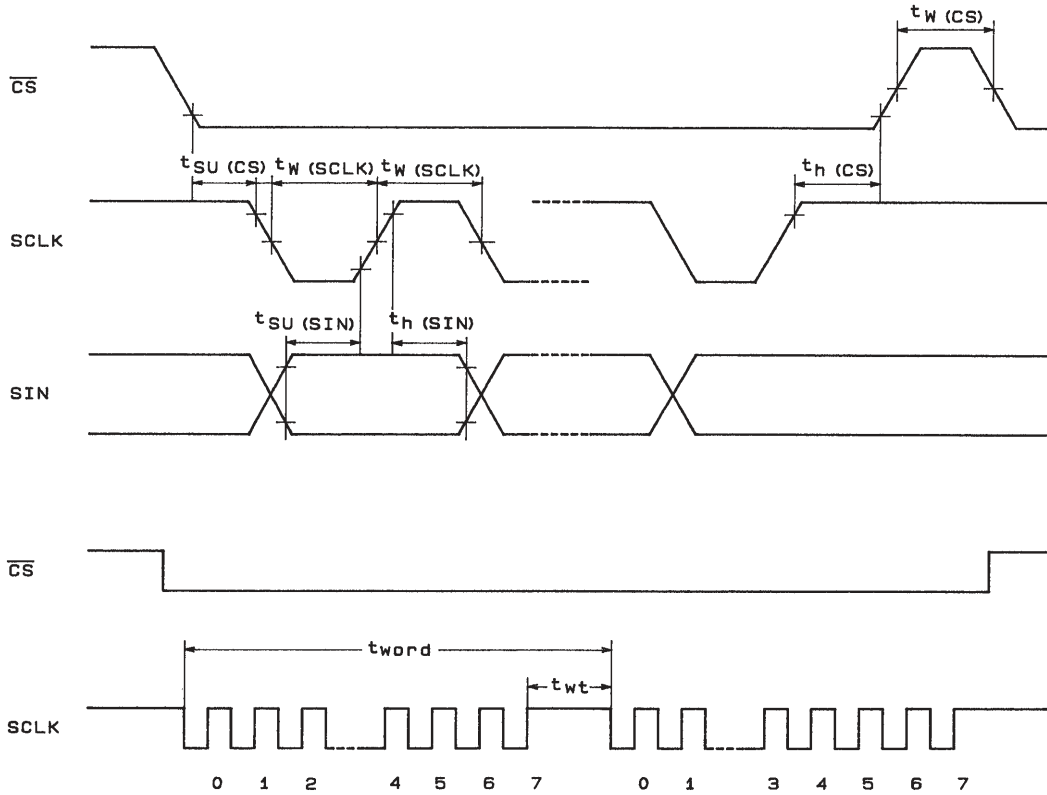 tW (CS)
CS
tSU (CS) tW (SCLK) tW (SCLK) th (CS)
SCLK
tSU (SIN) th (SIN)
SIN
CS
tword
twt
SCLK
0 1 2 4 5 6 7 0 1 3 4 5 6 7